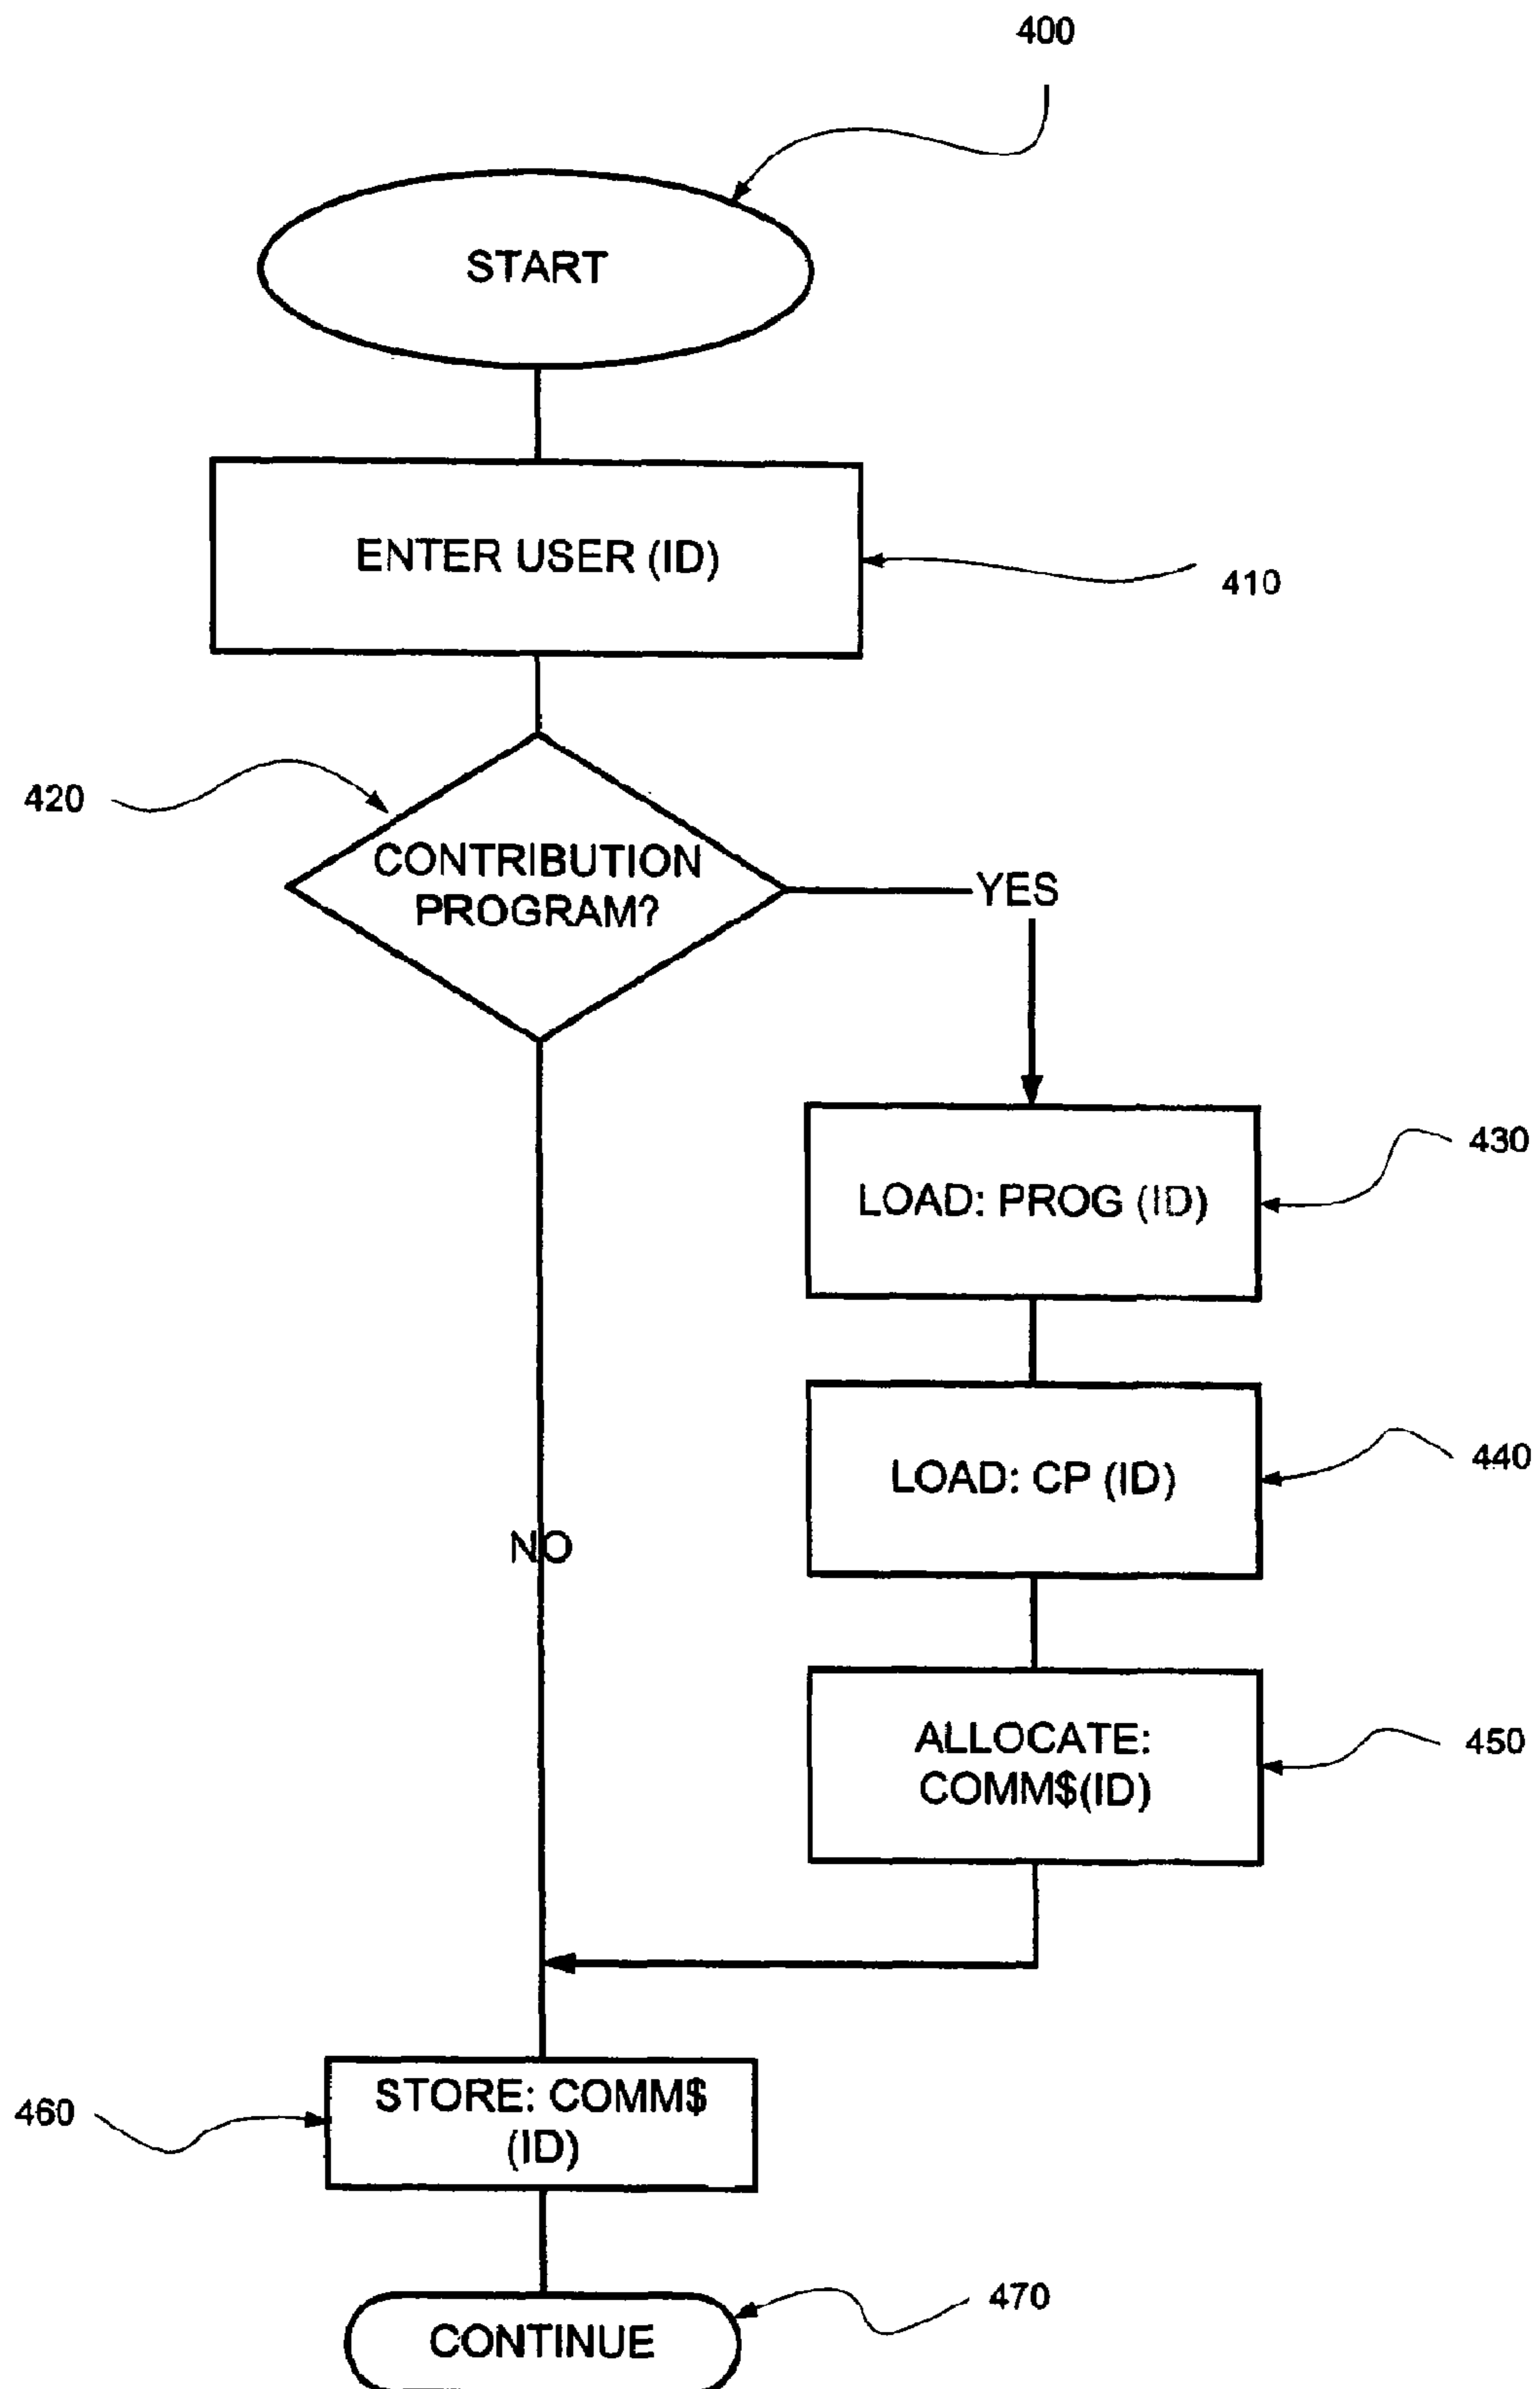 400
START
ENTER USER (ID)
410
420
CONTRIBUTION
PROGRAM?
YES
430
LOAD: PROG (ID)
440
LOAD: CP (ID)
NO
ALLOCATE:
COMM$(ID)
450
STORE: COMM$
(ID)
460
470
CONTINUE